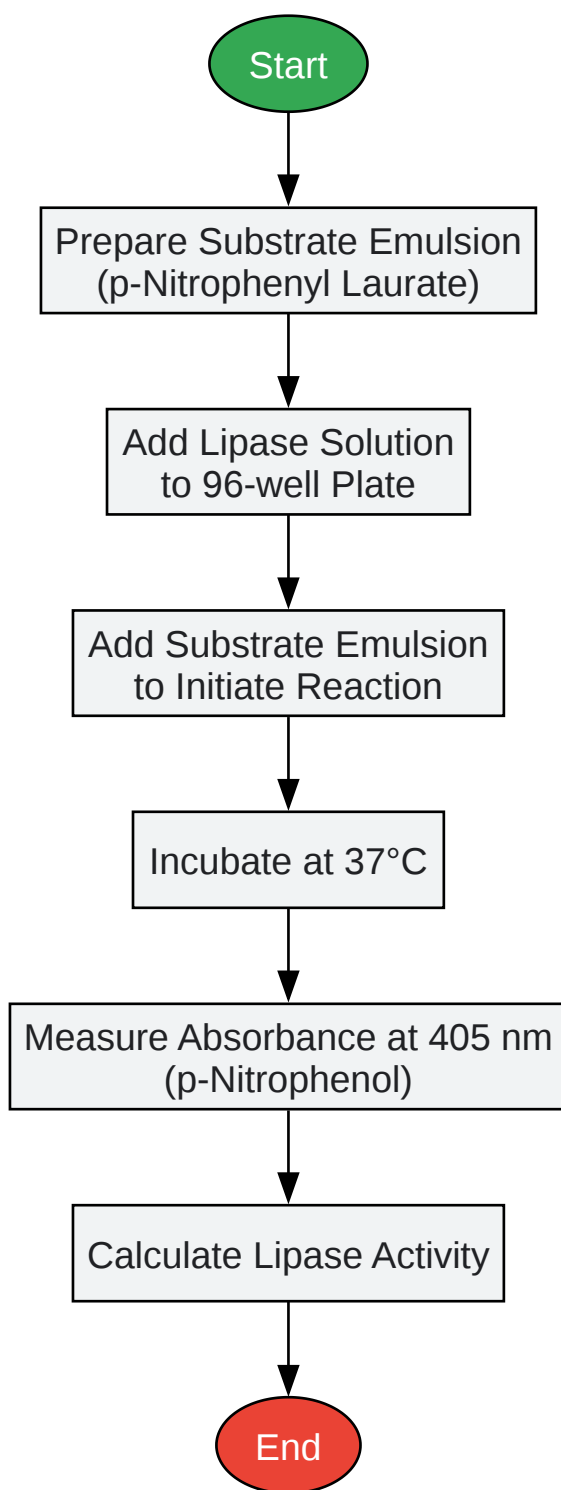 Start
Prepare Substrate Emulsion
(p-Nitrophenyl Laurate)
Add Lipase Solution
to 96-well Plate
Add Substrate Emulsion
to Initiate Reaction
Incubate at 37°C
Measure Absorbance at 405 nm
(p-Nitrophenol)
Calculate Lipase Activity
End